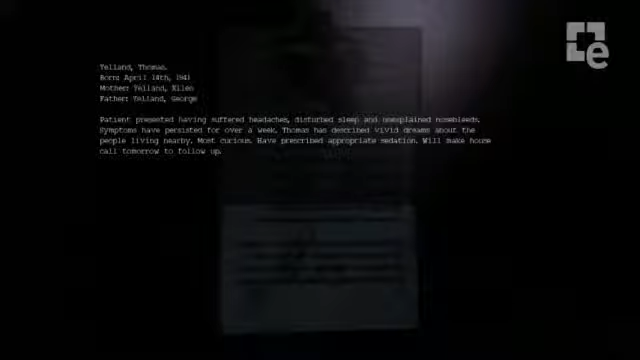 Yelland, Thomas.
Born: April 14th, 1941
Mother: Yelland, Eileen
Father: Yelland, George
Patient presented having suffered headaches, disturbed sleep and unexplained nosebleeds.
Symptoms have persisted for over a week. Thomas has described vivid dreams about the
people living nearby. Most curious. Have prescribed appropriate sedation. Will make house
call tomorrow to follow up.
e